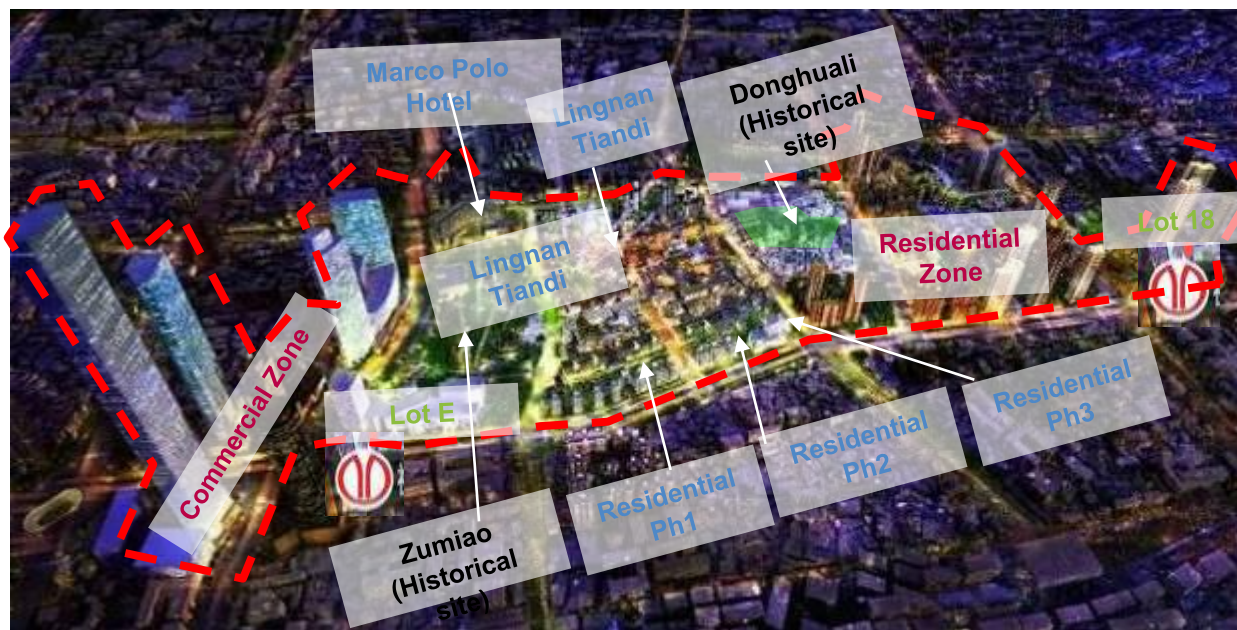 Marco Polo
Hotel
Lingnan
Tiandi
Donghuali
(Historical
site)
Lot 18
Residential
Zone
Lingnan
Tiandi
Commercial Zone
Lot E
Residential
Ph3
Residential
Ph2
Residential
Ph1
Zumiao
(Historical
site)